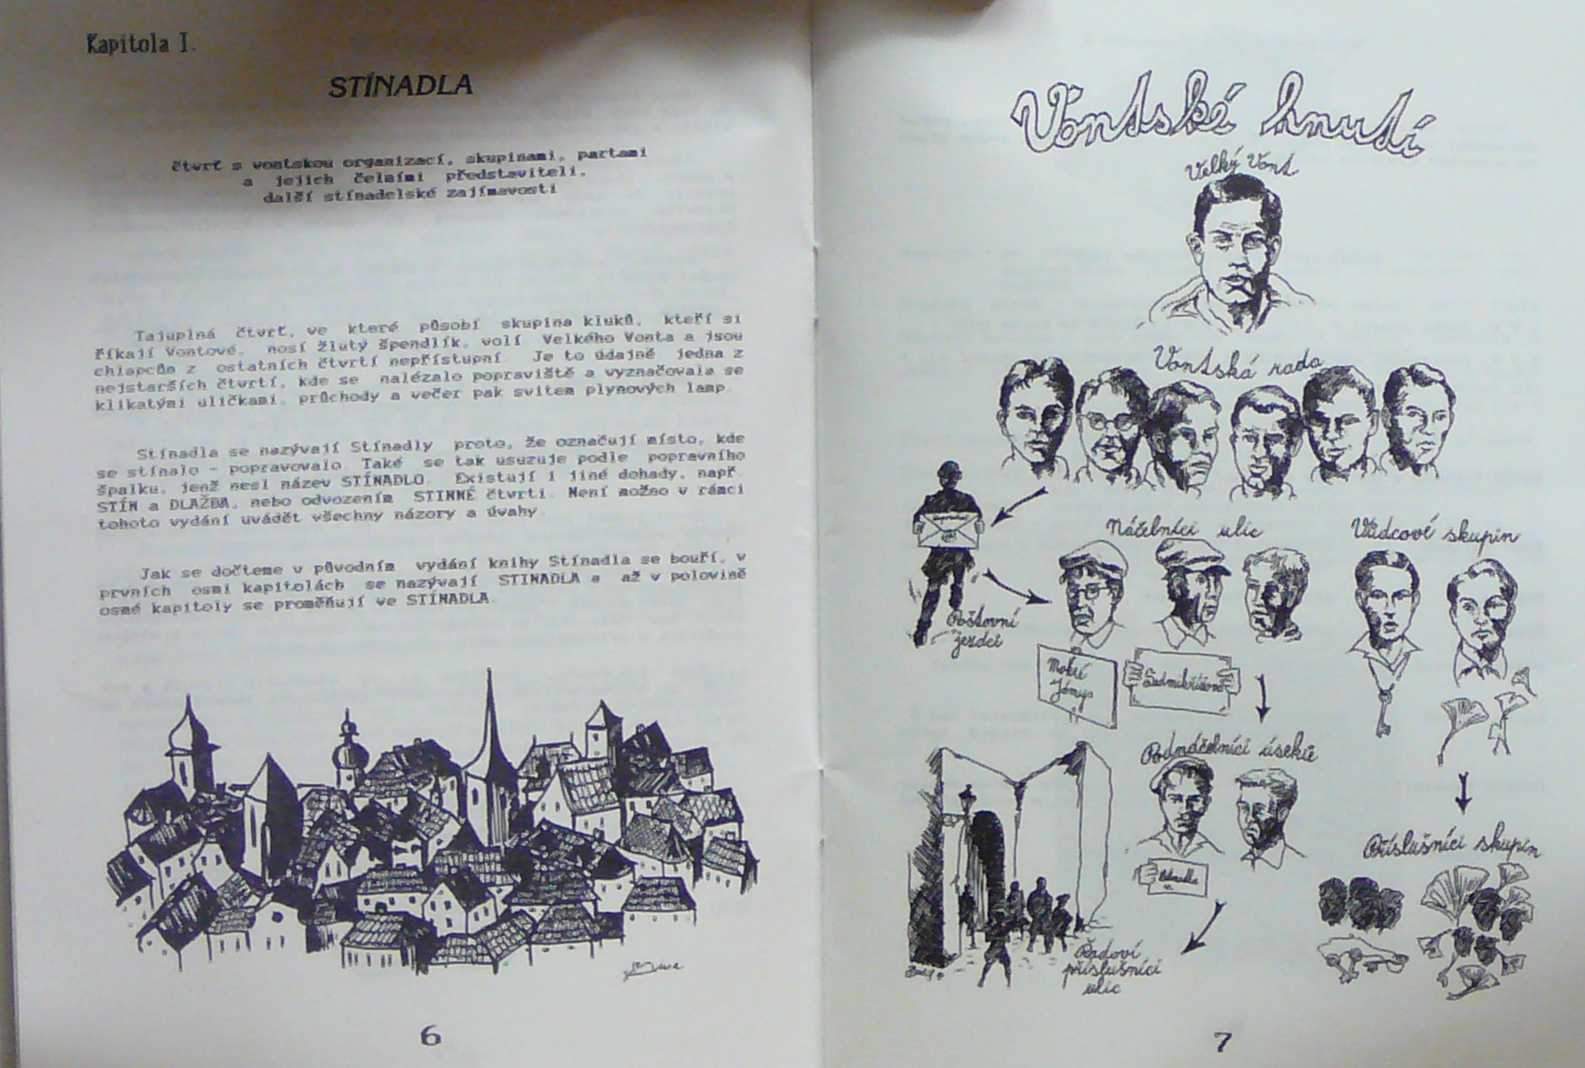 Kapitola I.
STÍNADLA
čtvrť s vontskou organizací, skupinami, partami
a jejich čelními představiteli,
další stínadelské zajímavosti
Tajuplná čtvrť, ve které působí skupina kluků, kteří si
říkají Vontové, nosí žlutý špendlík, volí Velkého Vonta a jsou
chlapcům z ostatních čtvrtí nepřístupní. Je to údajně jedna z
nejstarších čtvrtí, kde se nalézalo popraviště a vyznačovala se
klikatými uličkami, průchody a večer pak svitem plynových lamp.
Stínadla se nazývají Stínadly proto, že označují místo, kde
se stínalo - popravovalo. Také se tak usuzuje podle popravního
špalku, jenž nesl název STÍNADLO. Existují i jiné dohady, např.
STÍN a DLAŽBA, nebo odvozením STINNÉ čtvrti. Není možno v rámci
tohoto vydání uvádět všechny názory a úvahy.
Jak se dočteme v původním vydání knihy Stínadla se bouří, v
prvních osmi kapitolách se nazývají STINADLA a až v polovině
osmé kapitoly se proměňují ve STÍNADLA.
6
Vontské hnutí
Velký Vont
Vontská rada
Náčelníci ulic
Vůdcové skupin
Poštovní
jezdci
Mokré
Jámy
Sedmikřížová
Podnáčelníci úseků
Příslušníci skupin
Řadoví
příslušníci
ulic
7